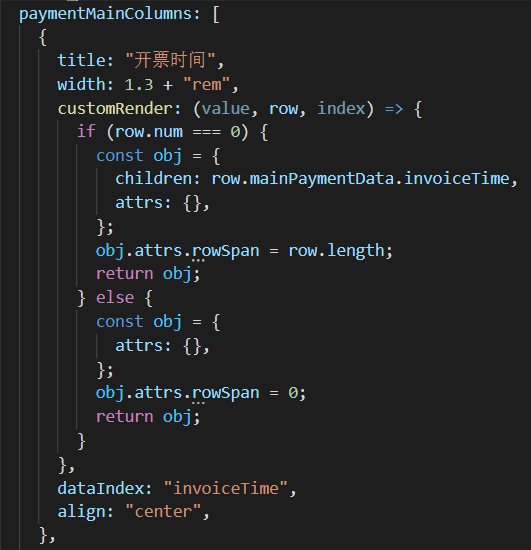 paymentMainColumns: [
{
title: "开票时间",
width: 1.3 + "rem",
customRender: (value, row, index) => {
if (row.num === 0) {
const obj = {
children: row.mainPaymentData.invoiceTime,
attrs: {},
};
obj.attrs.rowSpan = row.length;
return obj;
} else {
const obj = {
attrs: {},
};
obj.attrs.rowSpan = 0;
return obj;
}
},
dataIndex: "invoiceTime",
align: "center",
},